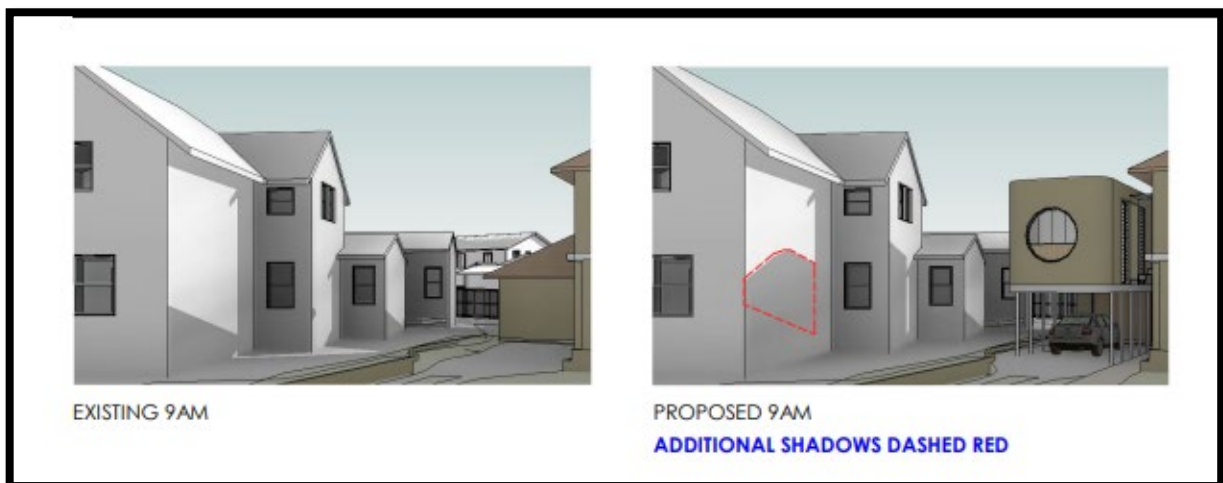 EXISTING 9AM
PROPOSED 9AM
ADDITIONAL SHADOWS DASHED RED